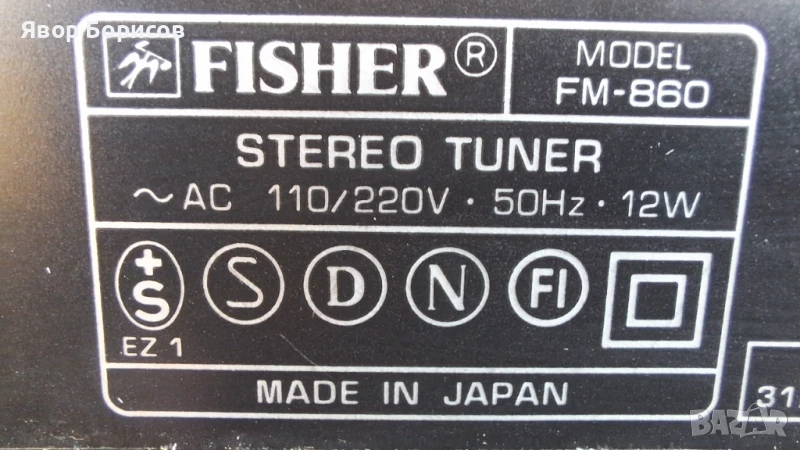 Явор Борисов
FISHER®
MODEL
FM-860
STEREO TUNER
~ AC 110/220V · 50Hz · 12W
+S S D N FI
EZ 1
MADE IN JAPAN
BAZAR